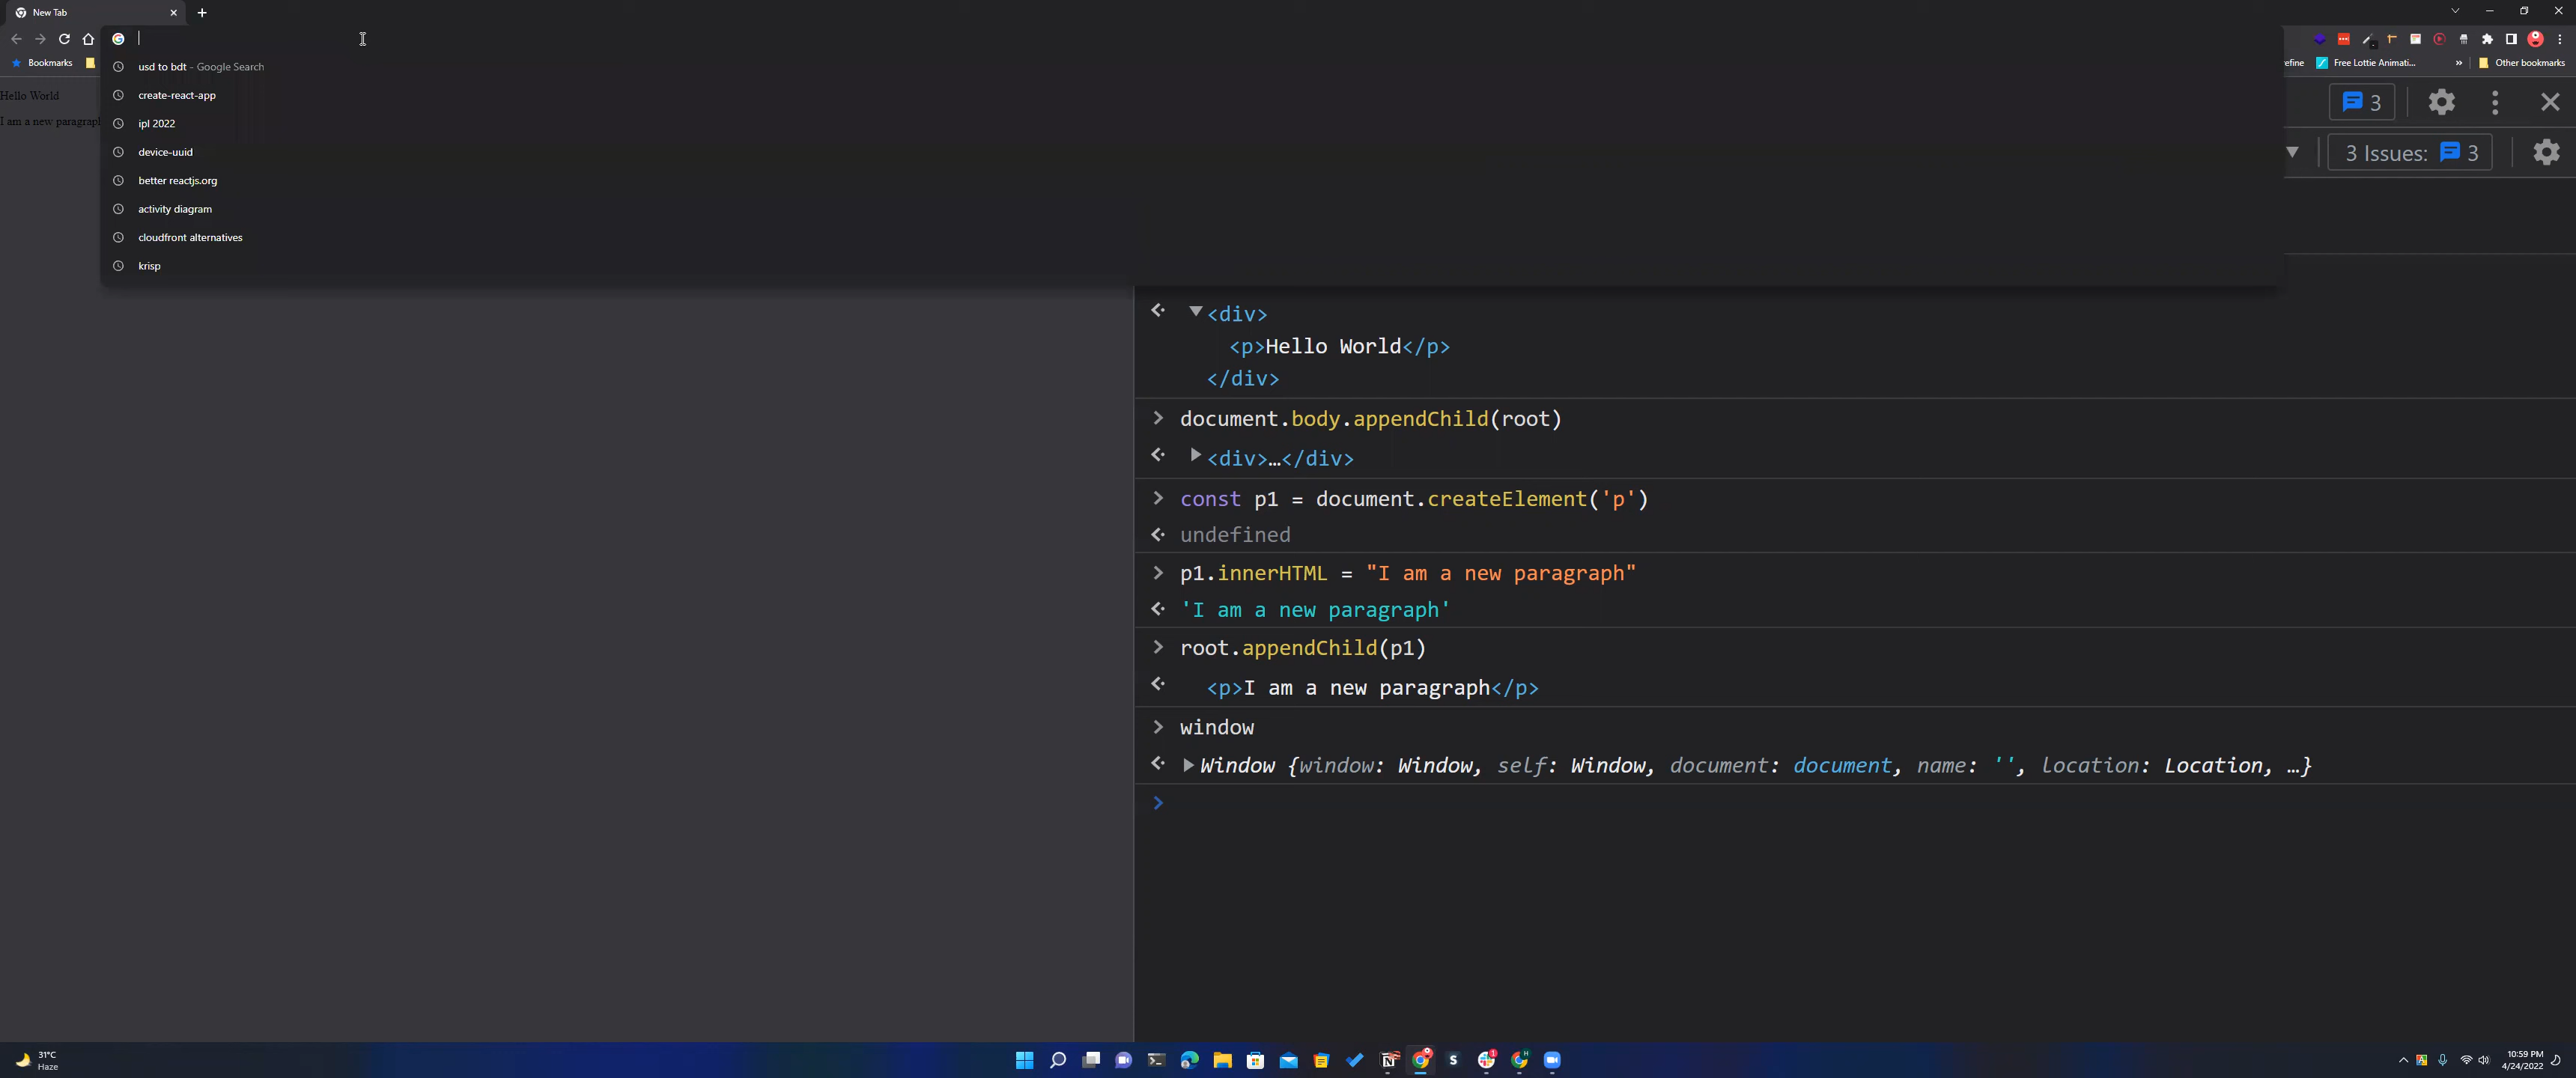 New Tab
usd to bdt - Google Search
create-react-app
ipl 2022
device-uuid
better reactjs.org
activity diagram
cloudfront alternatives
krisp
Bookmarks
efine
Free Lottie Animati...
»
Other bookmarks
Hello World
I am a new paragraph
3
3 Issues: 3
<div>
<p>Hello World</p>
</div>
document.body.appendChild(root)
<div>…</div>
const p1 = document.createElement('p')
undefined
p1.innerHTML = "I am a new paragraph"
'I am a new paragraph'
root.appendChild(p1)
<p>I am a new paragraph</p>
window
Window {window: Window, self: Window, document: document, name: '', location: Location, …}
31°C
Haze
10:59 PM
4/24/2022